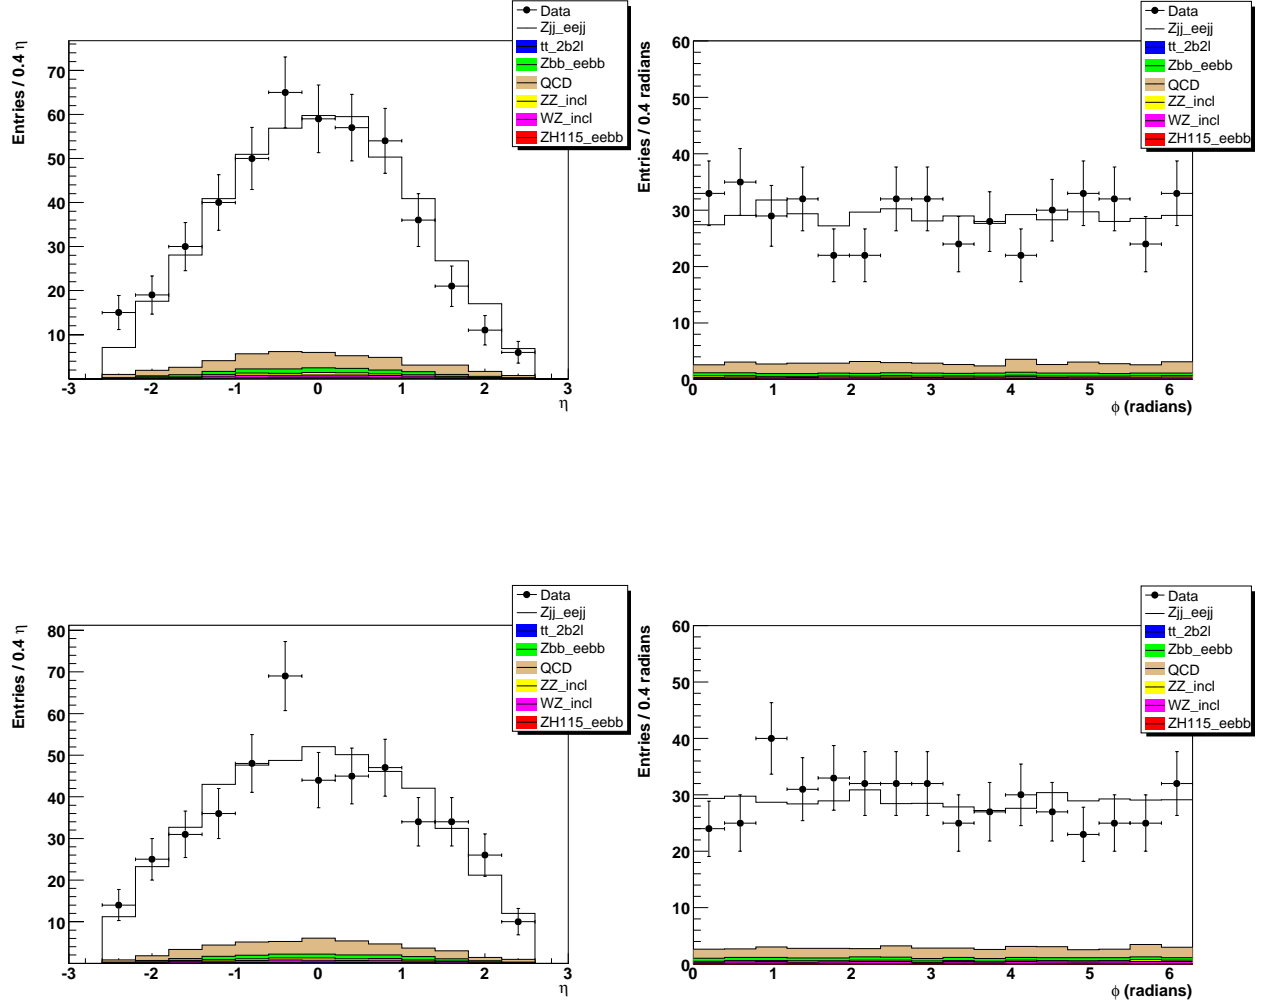 Entries / 0.4 η
70
60
50
40
30
20
10
-3 -2 -1 0 1 2 3
η
Data
Zjj_eejj
tt_2b2l
Zbb_eebb
QCD
ZZ_incl
WZ_incl
ZH115_eebb
Entries / 0.4 radians
60
50
40
30
20
10
0
0 1 2 3 4 5 6
ϕ (radians)
Data
Zjj_eejj
tt_2b2l
Zbb_eebb
QCD
ZZ_incl
WZ_incl
ZH115_eebb
Entries / 0.4 η
80
70
60
50
40
30
20
10
-3 -2 -1 0 1 2 3
η
Data
Zjj_eejj
tt_2b2l
Zbb_eebb
QCD
ZZ_incl
WZ_incl
ZH115_eebb
Entries / 0.4 radians
60
50
40
30
20
10
0
0 1 2 3 4 5 6
ϕ (radians)
Data
Zjj_eejj
tt_2b2l
Zbb_eebb
QCD
ZZ_incl
WZ_incl
ZH115_eebb